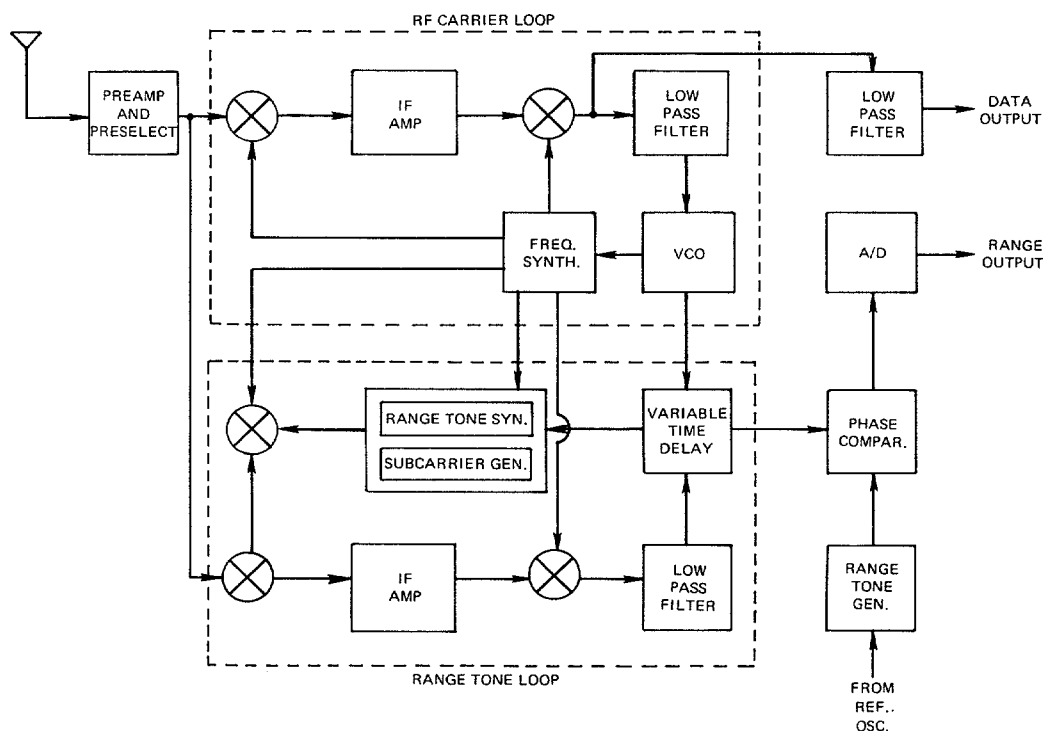 RF CARRIER LOOP
PREAMP
AND
PRESELECT
IF
AMP
LOW
PASS
FILTER
LOW
PASS
FILTER
DATA
OUTPUT
FREQ.
SYNTH.
VCO
A/D
RANGE
OUTPUT
RANGE TONE SYN.
SUBCARRIER GEN.
VARIABLE
TIME
DELAY
PHASE
COMPAR.
IF
AMP
LOW
PASS
FILTER
RANGE
TONE
GEN.
RANGE TONE LOOP
FROM
REF..
OSC.